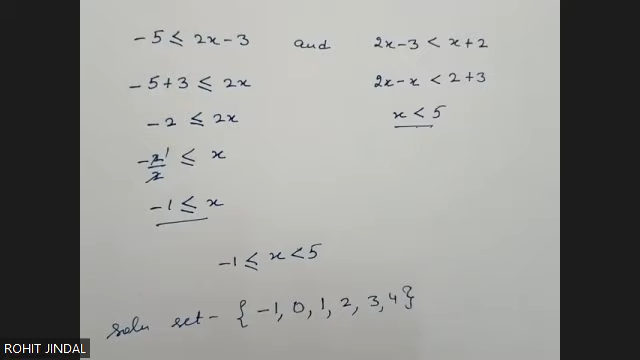 -5 ≤ 2x-3 and 2x-3 < x+2
-5+3 ≤ 2x 2x-x < 2+3
-2 ≤ 2x x < 5
-2/2 1 ≤ x
-1 ≤ x
-1 ≤ x < 5
soln set- {-1, 0, 1, 2, 3, 4}
ROHIT JINDAL